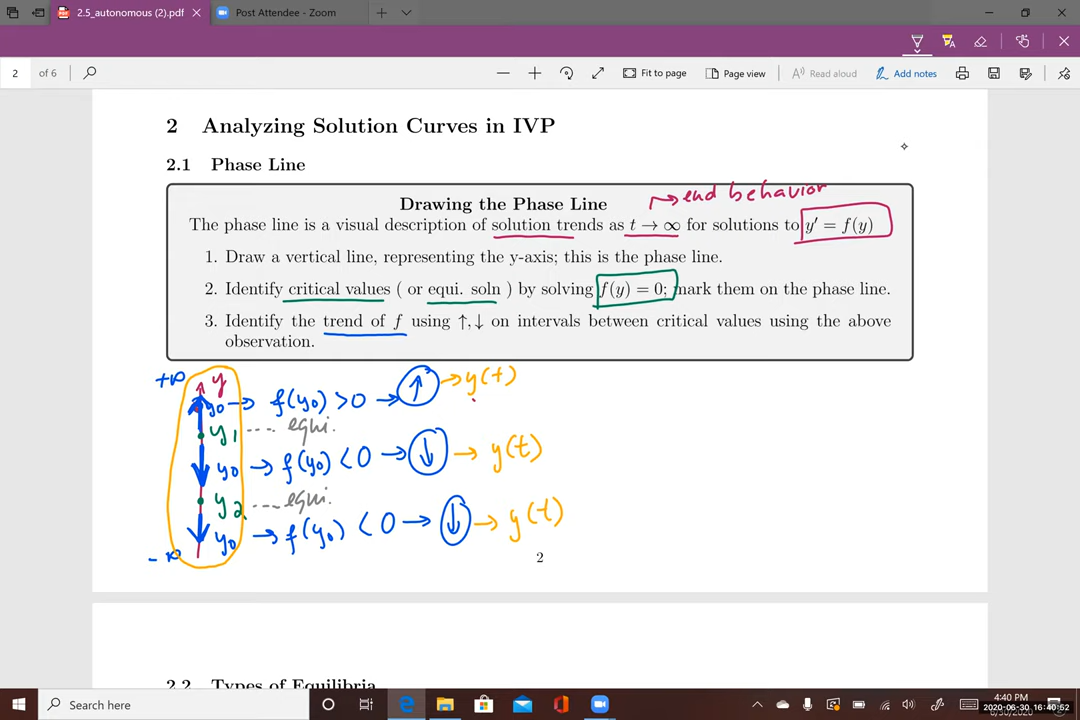 2.5_autonomous (2).pdf
Post Attendee - Zoom
2 of 6
Fit to page
Page view
Read aloud
Add notes
2 Analyzing Solution Curves in IVP
2.1 Phase Line
→ end behavior
Drawing the Phase Line
The phase line is a visual description of solution trends as t → ∞ for solutions to y′ = f(y)
1. Draw a vertical line, representing the y-axis; this is the phase line.
2. Identify critical values ( or equi. soln ) by solving f(y) = 0; mark them on the phase line.
3. Identify the trend of f using ↑,↓ on intervals between critical values using the above
observation.
+∞ y
y0 → f(y0) >0 → ↑ → y(t)
y1 ---- equi.
y0 → f(y0) <0 → ↓ → y(t)
y2 ---- equi.
y0 → f(y0) <0 → ↓ → y(t)
-∞
2
2.2 Types of Equilibria
Search here
4:40 PM
2020-06-30 16:40:52